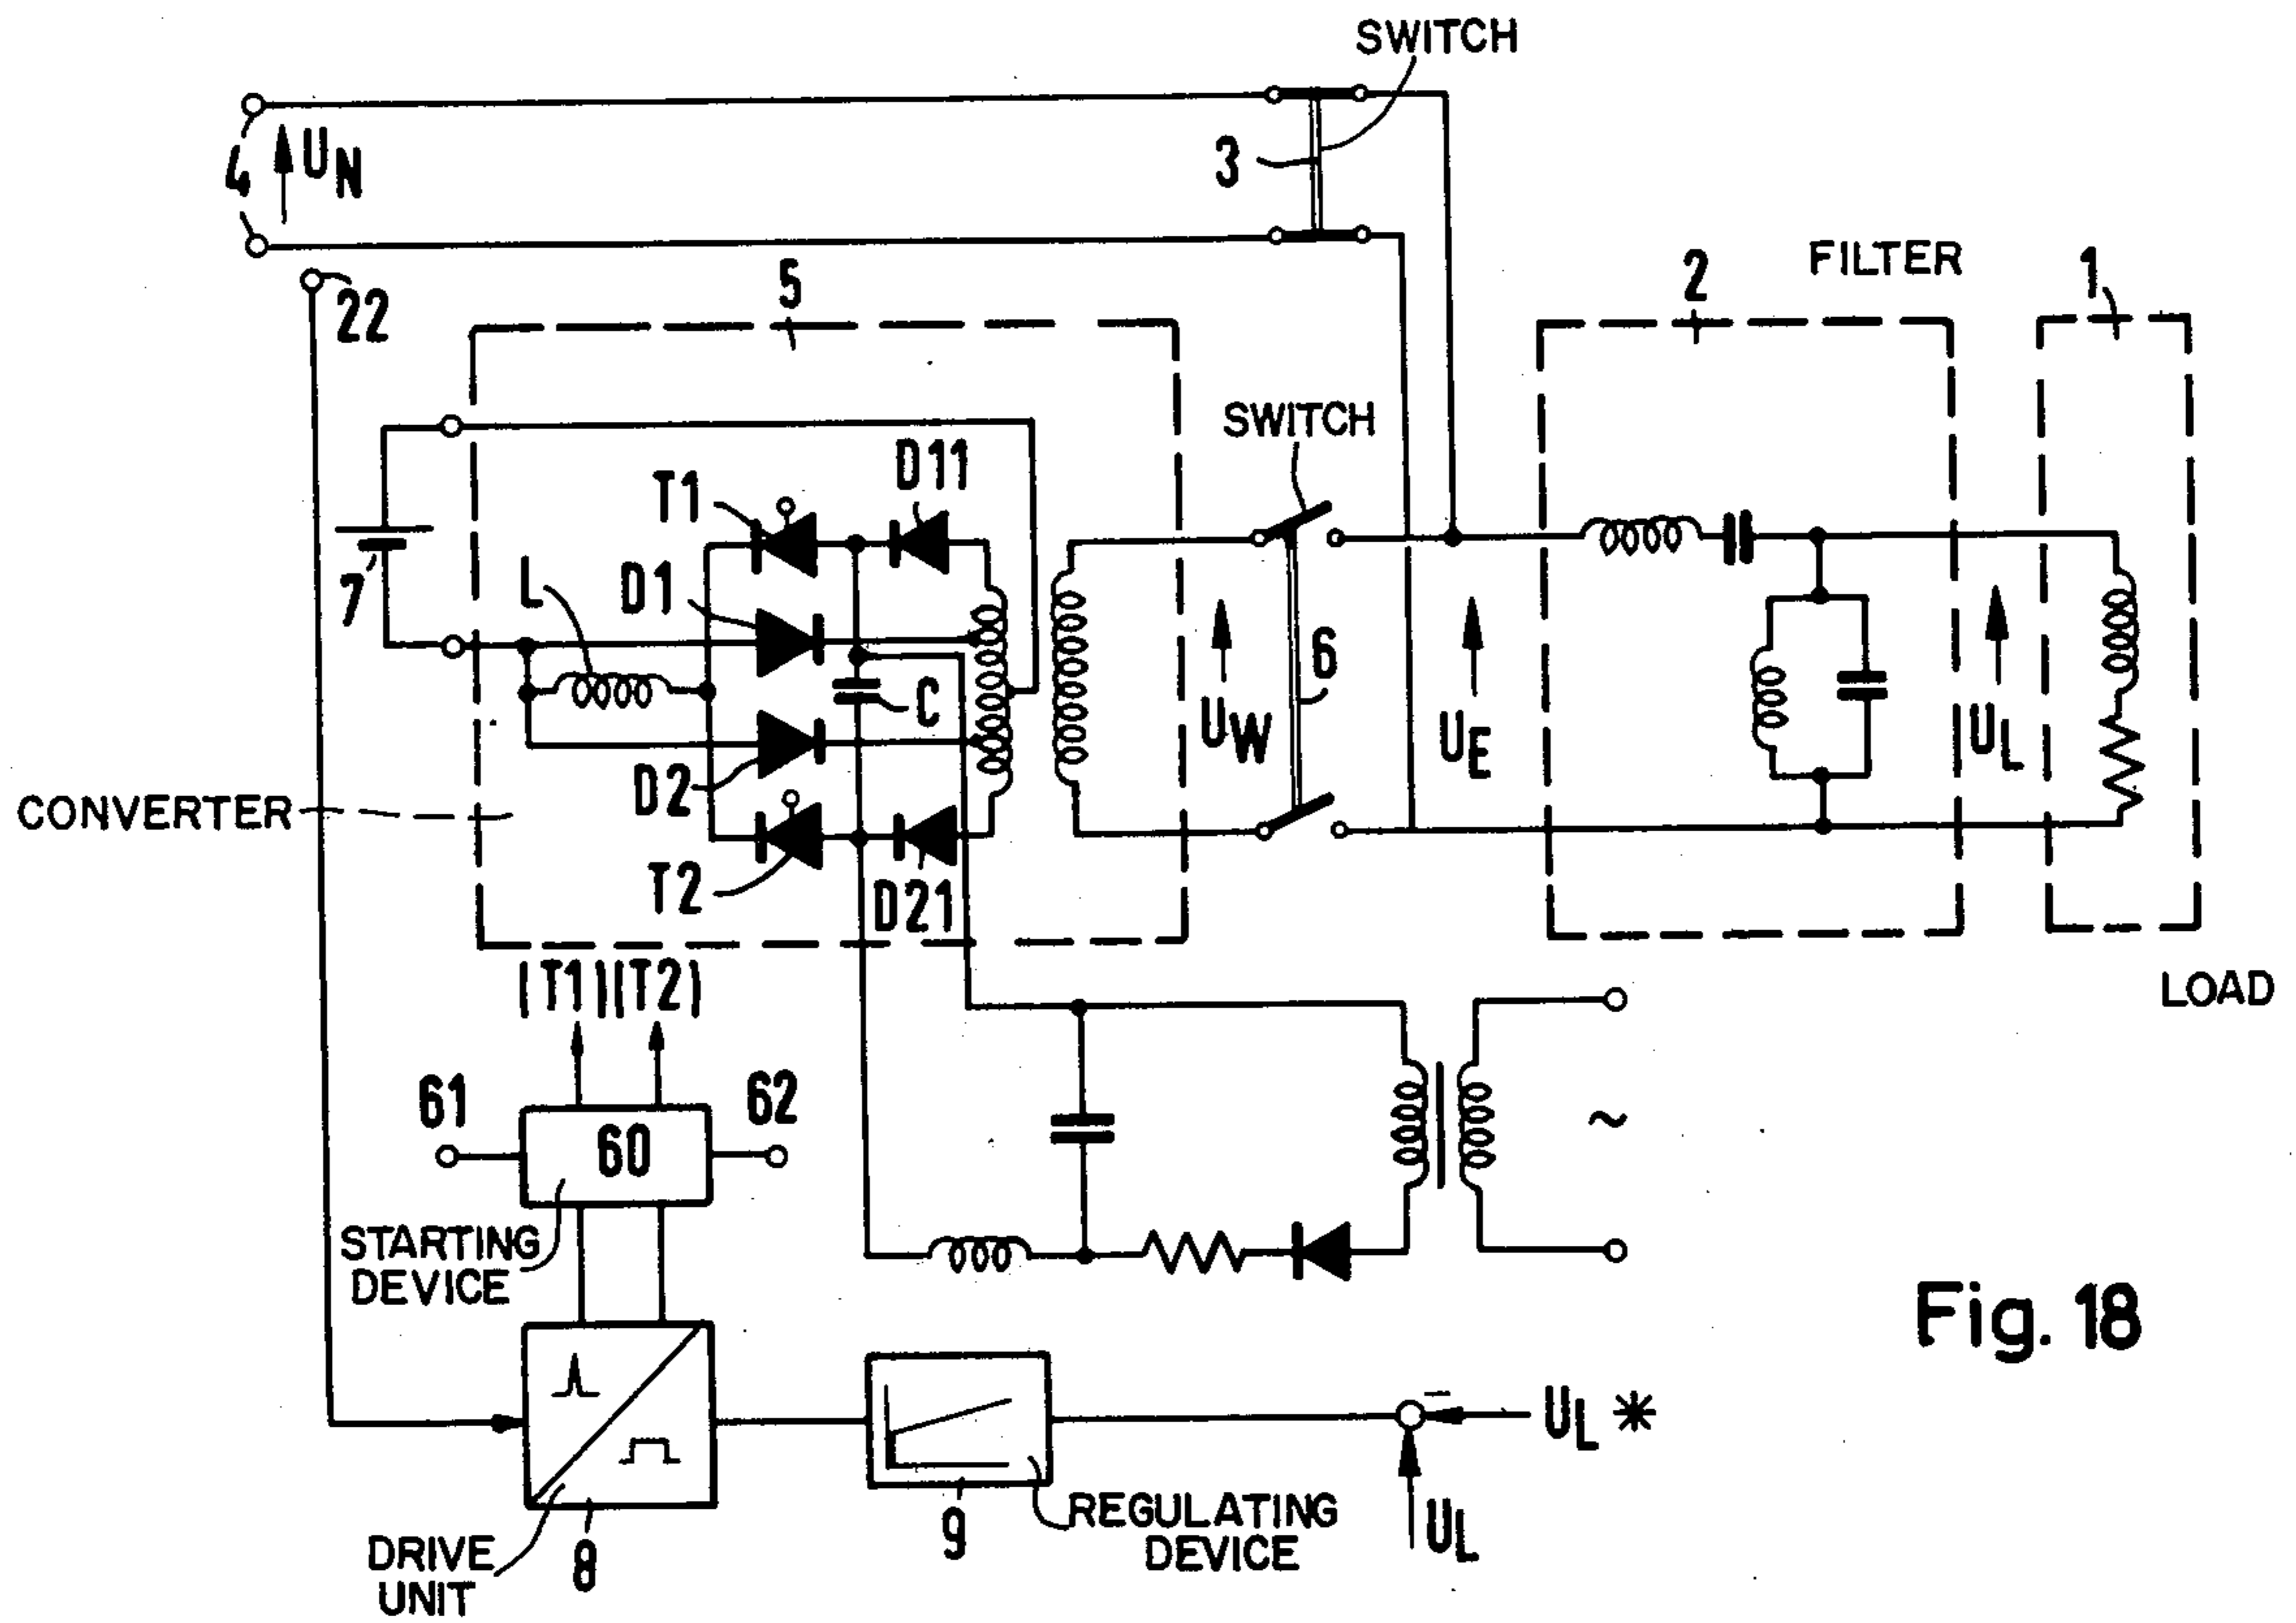 SWITCH
4
U_N
3
22
5
2
FILTER
1
SWITCH
T1
D11
7
L
D1
C
U_W
6
U_E
U_L
D2
CONVERTER
T2
D21
(T1)(T2)
LOAD
61
60
62
~
STARTING
DEVICE
Fig. 18
U_L *
−
DRIVE
UNIT
8
9
REGULATING
DEVICE
U_L